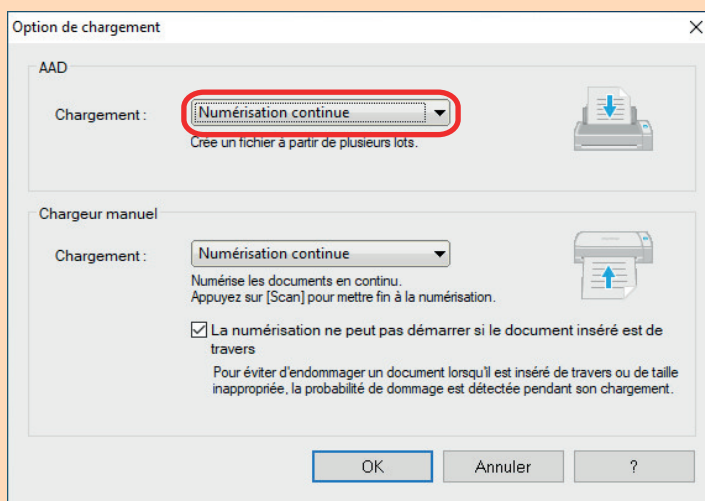 Option de chargement
AAD
Chargement :
Numérisation continue
Crée un fichier à partir de plusieurs lots.
Chargeur manuel
Chargement :
Numérisation continue
Numérise les documents en continu.
Appuyez sur [Scan] pour mettre fin à la numérisation.
La numérisation ne peut pas démarrer si le document inséré est de
travers
Pour éviter d'endommager un document lorsqu'il est inséré de travers ou de taille
inappropriée, la probabilité de dommage est détectée pendant son chargement.
OK
Annuler
?